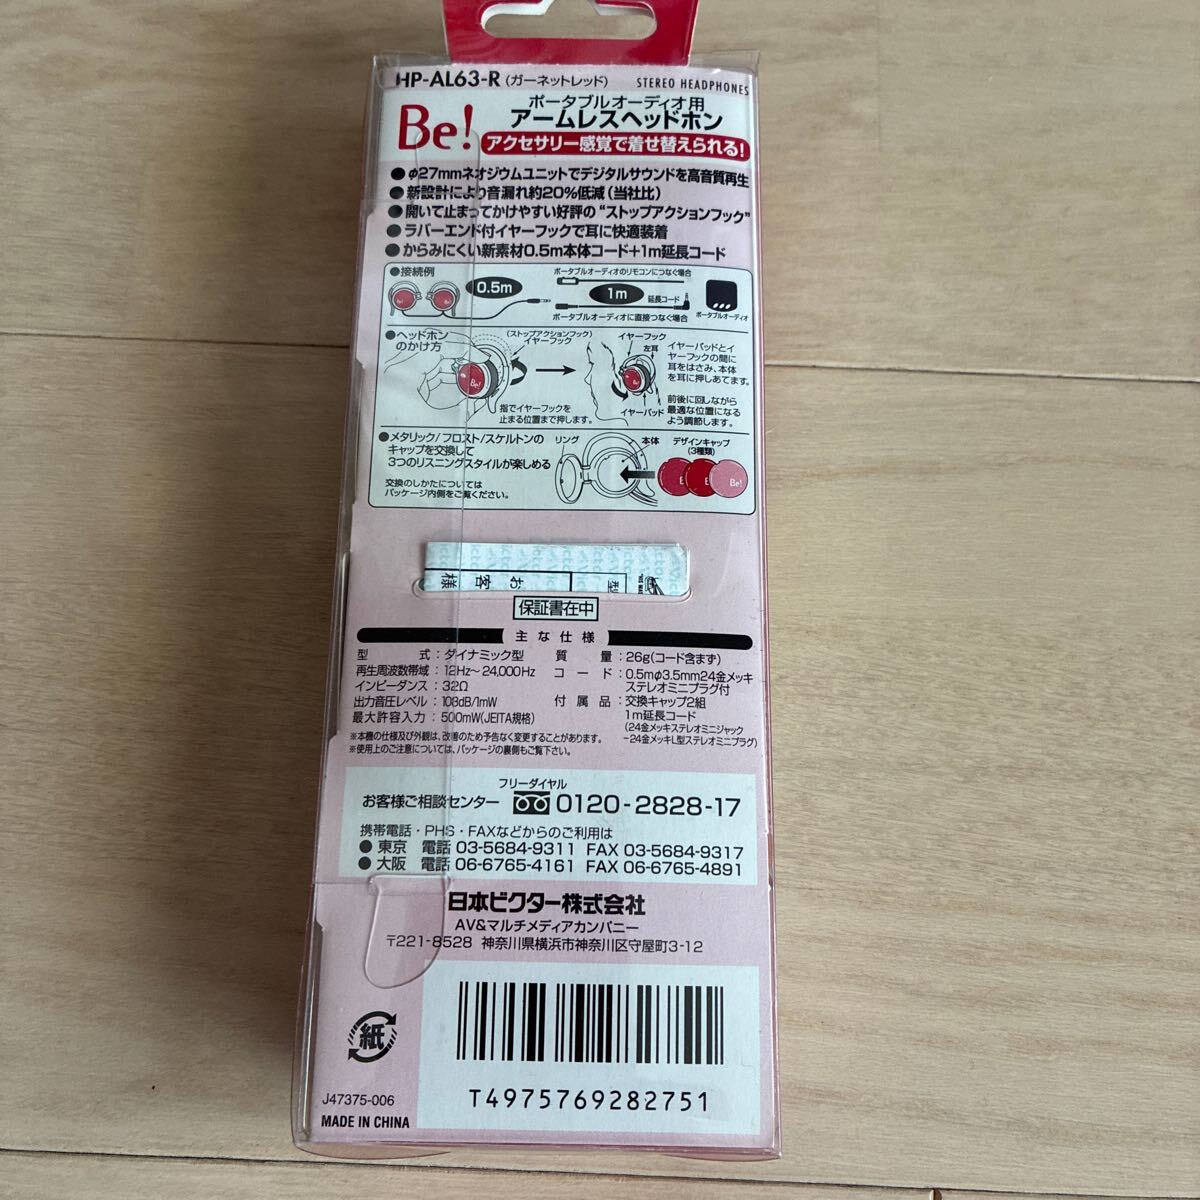 HP-AL63-R (ガーネットレッド) STEREO HEADPHONES
Be!
ポータブルオーディオ用
アームレスヘッドホン
アクセサリー感覚で着せ替えられる!
●φ27mmネオジウムユニットでデジタルサウンドを高音質再生
●新設計により音漏れ約20%低減(当社比)
●開いて止まってかけやすい好評の“ストップアクションフック”
●ラバーエンド付イヤーフックで耳に快適装着
●からみにくい新素材0.5m本体コード+1m延長コード
●接続例
ポータブルオーディオのリモコンにつなぐ場合
0.5m
1m
延長コード
ポータブルオーディオに直接つなぐ場合
ポータブルオーディオ
●ヘッドホンのかけ方
(ストップアクションフック)
イヤーフック
Be!
指でイヤーフックを
止まる位置まで押します。
イヤーフック
左耳
イヤーパッド
イヤーパッドとイ
ヤーフックの間に
耳をはさみ、本体
を耳に押しあてます。
前後に回しながら
最適な位置になる
よう調節します。
●メタリック/フロスト/スケルトンの
キャップを交換して
3つのリスニングスタイルが楽しめる
交換のしかたについては
パッケージ内側をご覧ください。
リング
本体
デザインキャップ
(3種類)
Be!
お客様
型
保証書在中
主な仕様
型式:ダイナミック型
再生周波数帯域:12Hz~24,000Hz
インピーダンス:32Ω
出力音圧レベル:103dB/1mW
最大許容入力:500mW(JEITA規格)
質量:26g(コード含まず)
コード:0.5mφ3.5mm24金メッキ
ステレオミニプラグ付
付属品:交換キャップ2組
1m延長コード
(24金メッキステレオミニジャック
-24金メッキL型ステレオミニプラグ)
※本機の仕様及び外観は、改善のため予告なく変更することがあります。
※使用上のご注意については、パッケージの裏側もご覧下さい。
フリーダイヤル
お客様ご相談センター 0120-2828-17
携帯電話・PHS・FAXなどからのご利用は
●東京 電話 03-5684-9311 FAX 03-5684-9317
●大阪 電話 06-6765-4161 FAX 06-6765-4891
日本ビクター株式会社
AV&マルチメディアカンパニー
〒221-8528 神奈川県横浜市神奈川区守屋町3-12
紙
J47375-006
MADE IN CHINA
T4975769282751